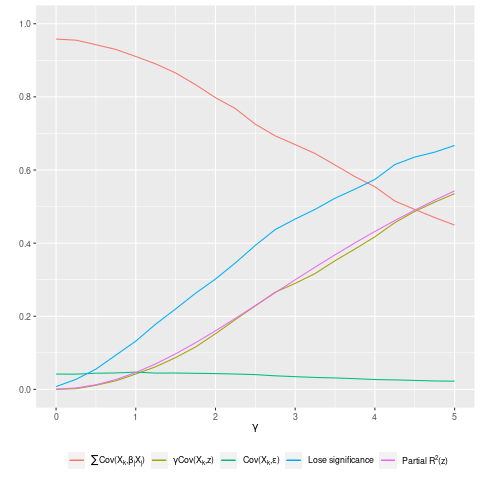 1.0
0.8
0.6
0.4
0.2
0.0
0 1 2 3 4 5
γ
∑Cov(Xₖ,βⱼXⱼ) γCov(Xₖ,z) Cov(Xₖ,ε) Lose significance Partial R²(z)